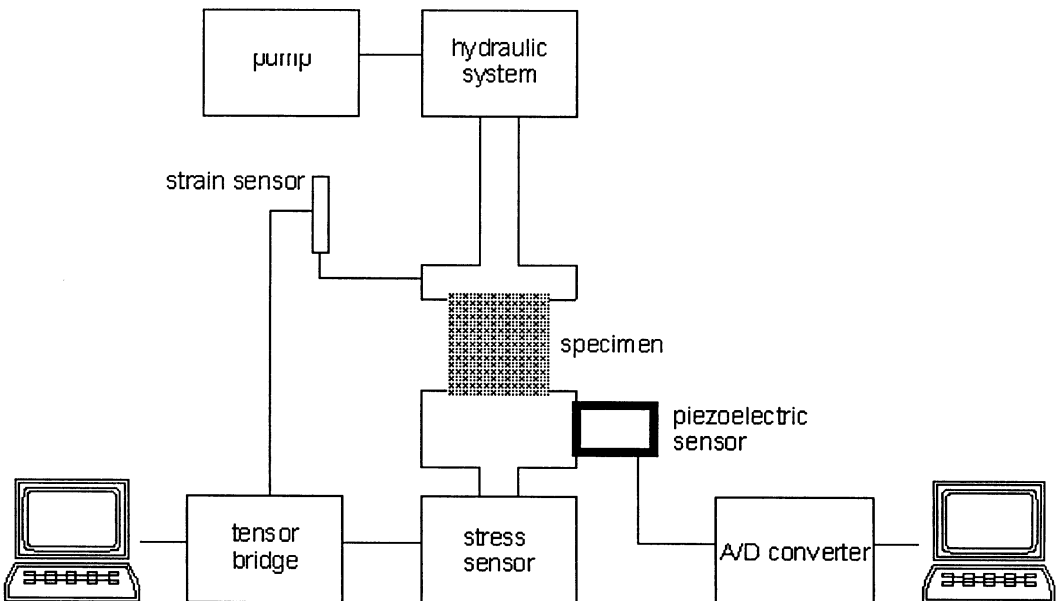 pump
hydraulic
system
strain sensor
specimen
piezoelectric
sensor
tensor
bridge
stress
sensor
A/D converter